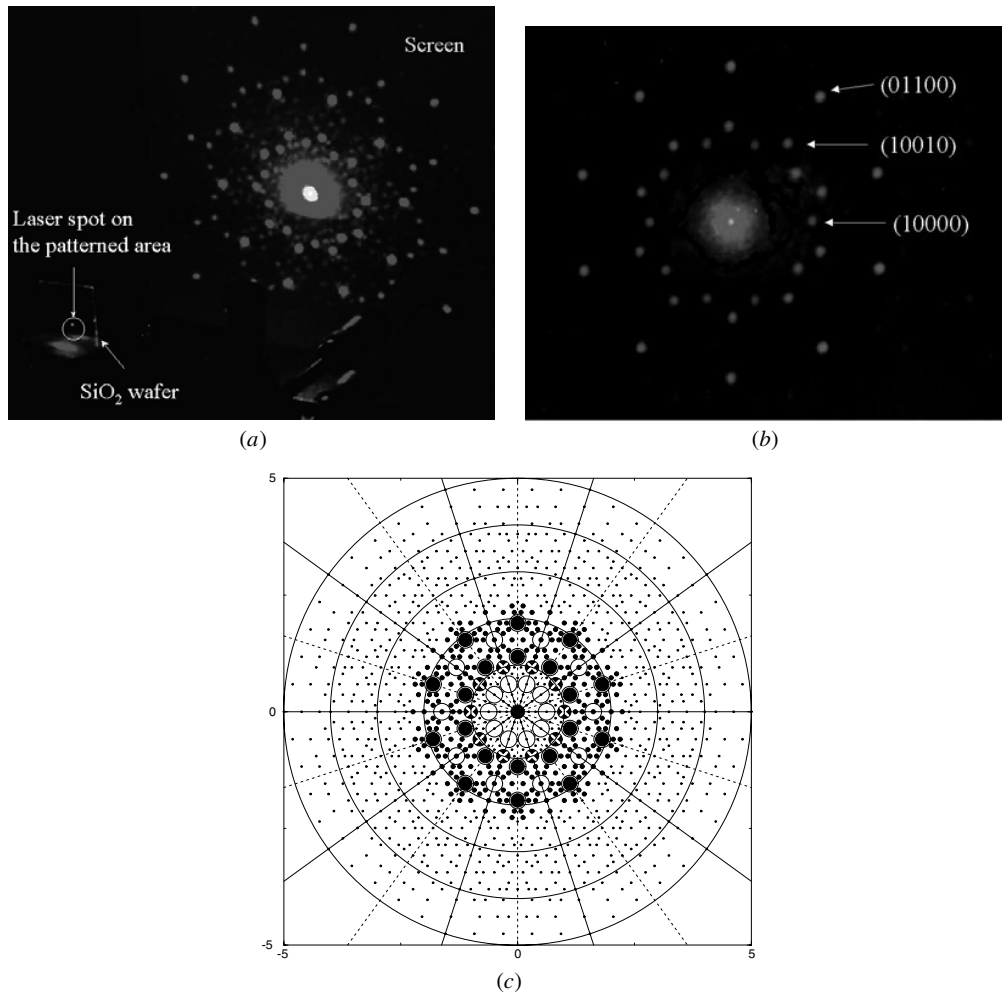 Screen
Laser spot on
the patterned area
SiO₂ wafer
(a)
(01100)
(10010)
(10000)
(b)
5
0
-5
-5
0
5
(c)